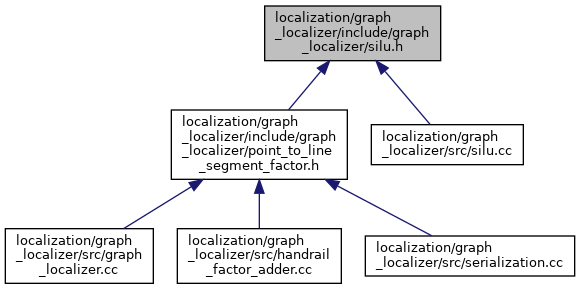 localization/graph
_localizer/include/graph
_localizer/silu.h
localization/graph
_localizer/include/graph
_localizer/point_to_line
_segment_factor.h
localization/graph
_localizer/src/silu.cc
localization/graph
_localizer/src/graph
_localizer.cc
localization/graph
_localizer/src/handrail
_factor_adder.cc
localization/graph
_localizer/src/serialization.cc